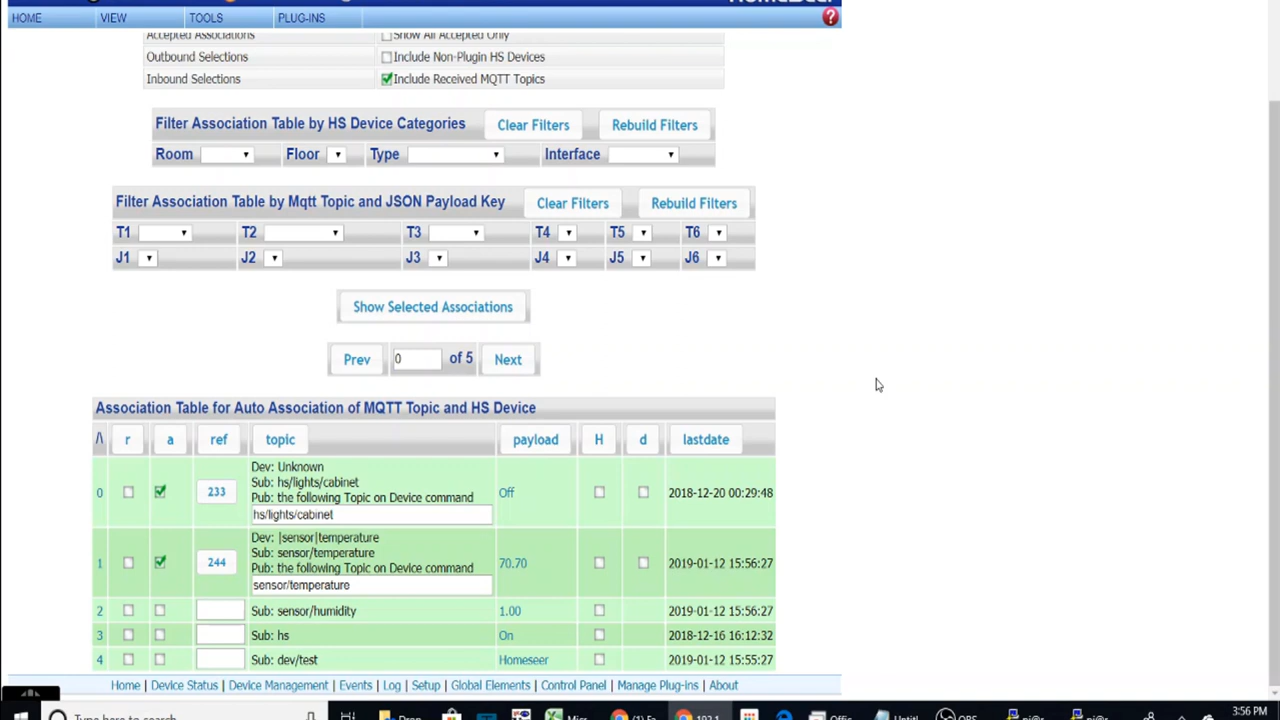 HomeSeer
HOME VIEW TOOLS PLUG-INS ?
Accepted Associations Show All Accepted Only
Outbound Selections Include Non-Plugin HS Devices
Inbound Selections Include Received MQTT Topics
Filter Association Table by HS Device Categories Clear Filters Rebuild Filters
Room Floor Type Interface
Filter Association Table by Mqtt Topic and JSON Payload Key Clear Filters Rebuild Filters
T1 T2 T3 T4 T5 T6
J1 J2 J3 J4 J5 J6
Show Selected Associations
Prev 0 of 5 Next
Association Table for Auto Association of MQTT Topic and HS Device
/\ r a ref topic payload H d lastdate
Dev: Unknown
Sub: hs/lights/cabinet
0 233 Off 2018-12-20 00:29:48
Pub: the following Topic on Device command
hs/lights/cabinet
Dev: |sensor|temperature
Sub: sensor/temperature
1 244 70.70 2019-01-12 15:56:27
Pub: the following Topic on Device command
sensor/temperature
2 Sub: sensor/humidity 1.00 2019-01-12 15:56:27
3 Sub: hs On 2018-12-16 16:12:32
4 Sub: dev/test Homeseer 2019-01-12 15:55:27
Home | Device Status | Device Management | Events | Log | Setup | Global Elements | Control Panel | Manage Plug-ins | About
3:56 PM
Type here to search